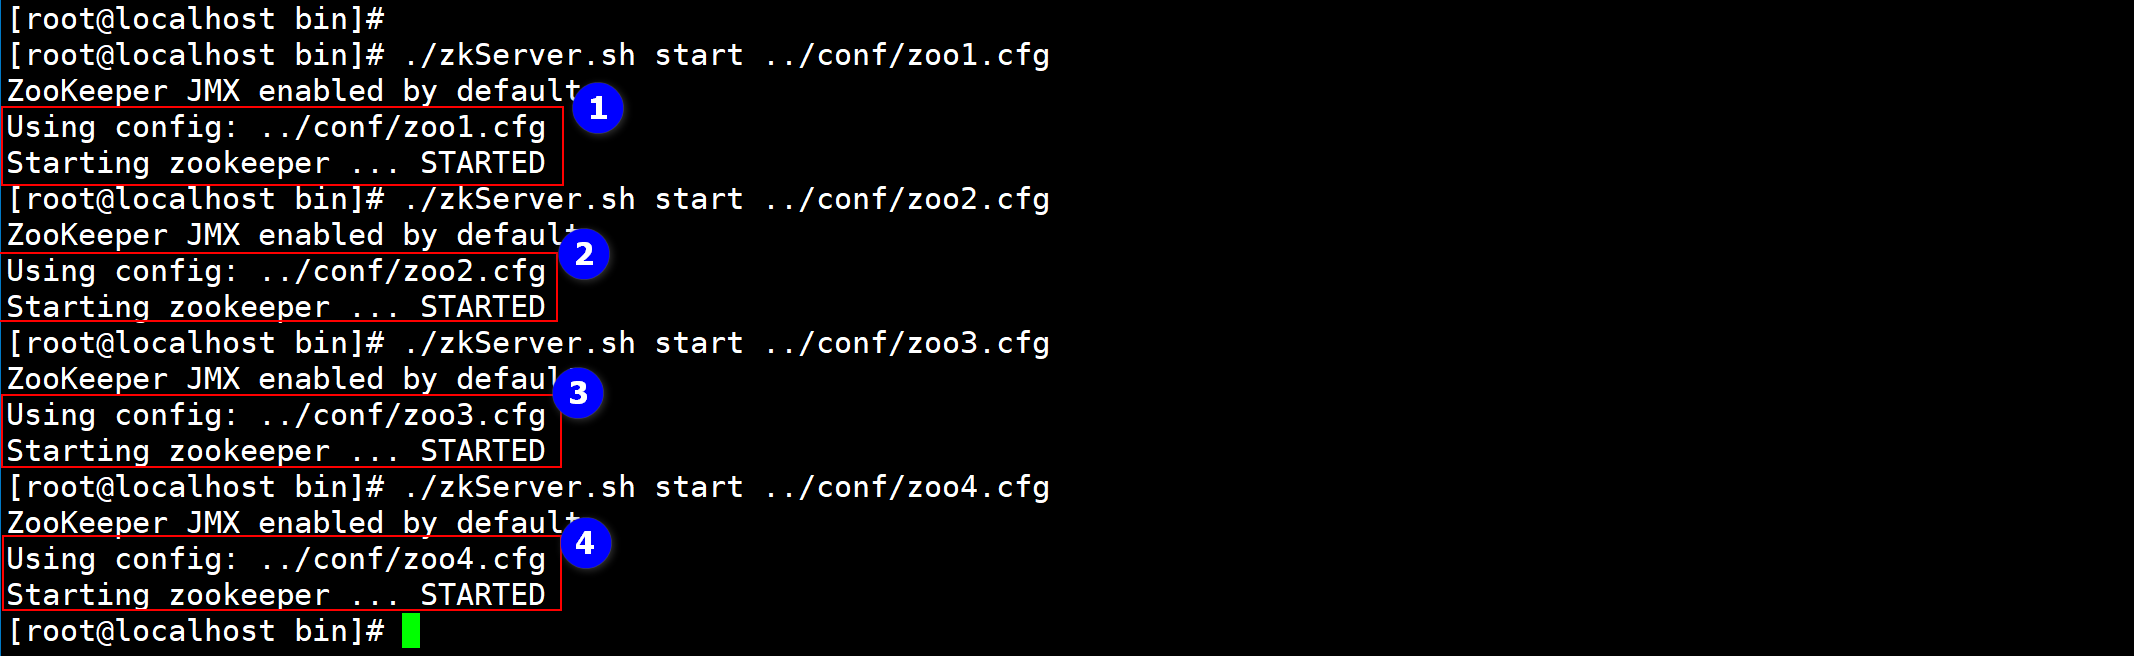 [root@localhost bin]#
[root@localhost bin]# ./zkServer.sh start ../conf/zoo1.cfg
ZooKeeper JMX enabled by default
1
Using config: ../conf/zoo1.cfg
Starting zookeeper ... STARTED
[root@localhost bin]# ./zkServer.sh start ../conf/zoo2.cfg
ZooKeeper JMX enabled by default
2
Using config: ../conf/zoo2.cfg
Starting zookeeper ... STARTED
[root@localhost bin]# ./zkServer.sh start ../conf/zoo3.cfg
ZooKeeper JMX enabled by default
3
Using config: ../conf/zoo3.cfg
Starting zookeeper ... STARTED
[root@localhost bin]# ./zkServer.sh start ../conf/zoo4.cfg
ZooKeeper JMX enabled by default
4
Using config: ../conf/zoo4.cfg
Starting zookeeper ... STARTED
[root@localhost bin]#